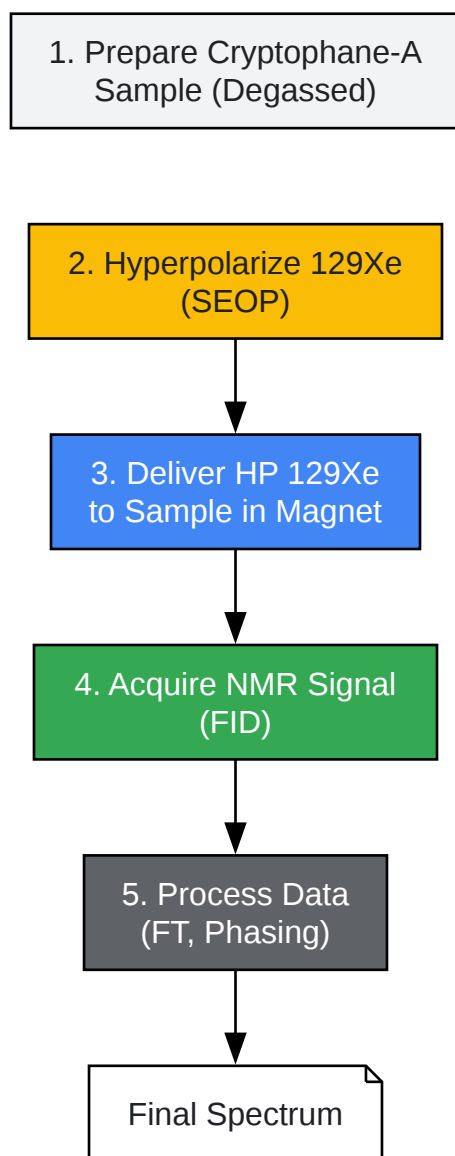 1. Prepare Cryptophane-A
Sample (Degassed)
2. Hyperpolarize 129Xe
(SEOP)
3. Deliver HP 129Xe
to Sample in Magnet
4. Acquire NMR Signal
(FID)
5. Process Data
(FT, Phasing)
Final Spectrum